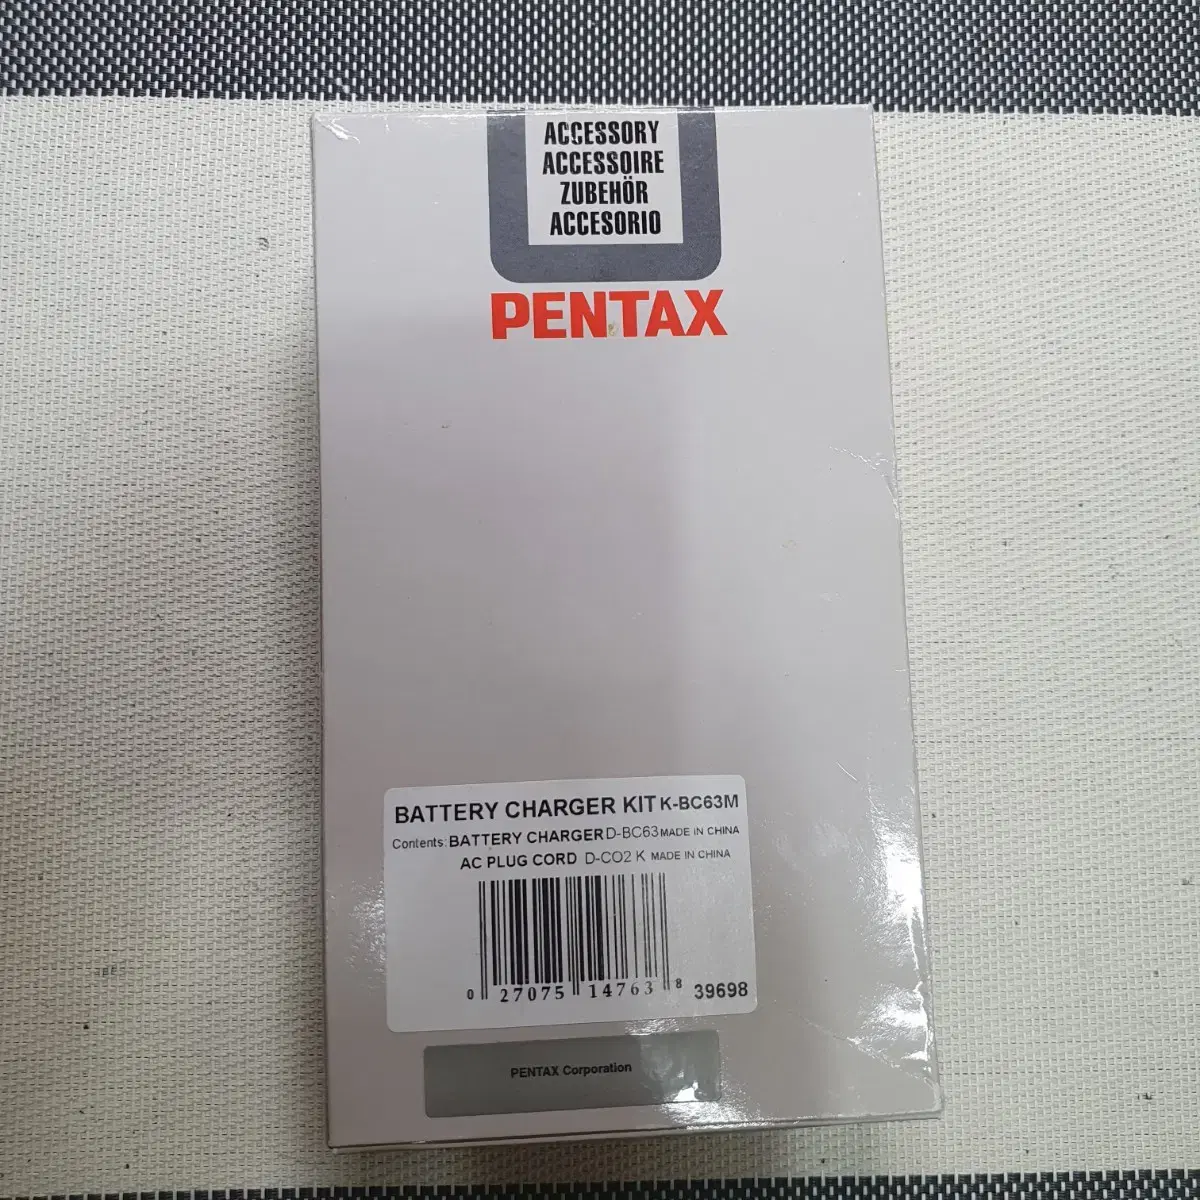 ACCESSORY
ACCESSOIRE
ZUBEHÖR
ACCESORIO
PENTAX
BATTERY CHARGER KIT K-BC63M
Contents: BATTERY CHARGER D-BC63 MADE IN CHINA
AC PLUG CORD D-CO2 K MADE IN CHINA
0 27075 14763 8 39698
PENTAX Corporation